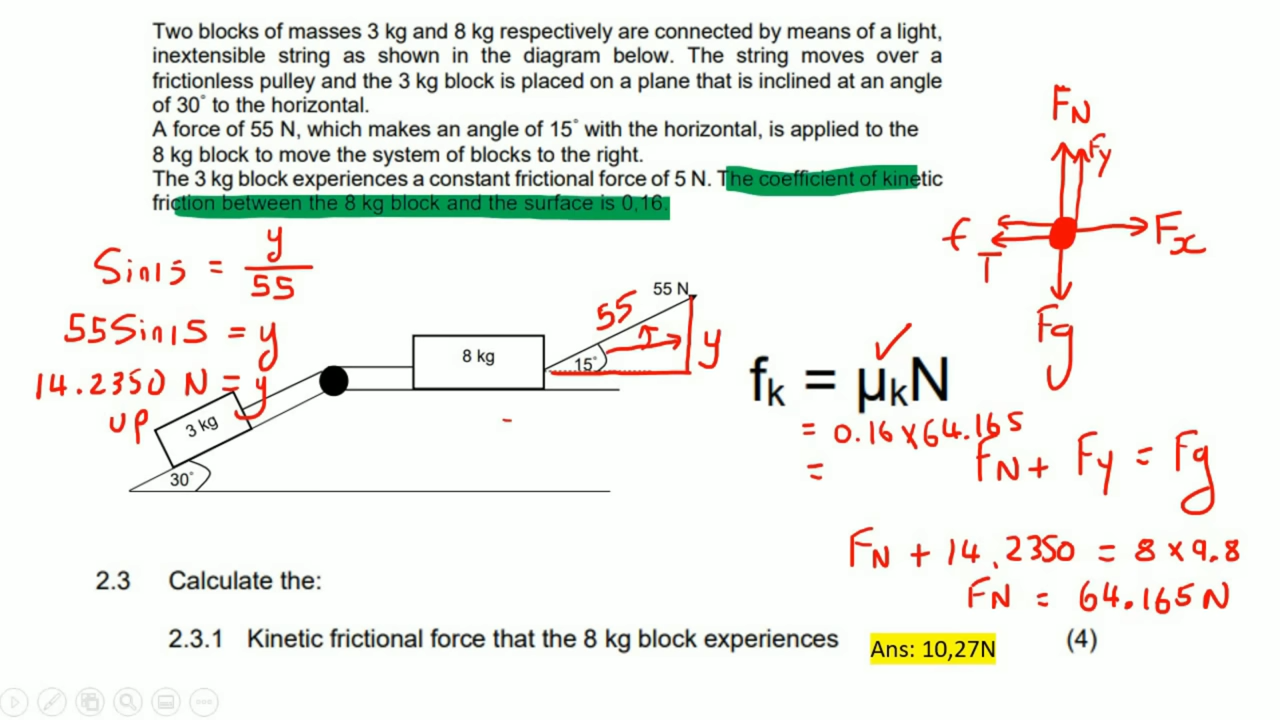 Two blocks of masses 3 kg and 8 kg respectively are connected by means of a light,
inextensible string as shown in the diagram below. The string moves over a
frictionless pulley and the 3 kg block is placed on a plane that is inclined at an angle
of 30° to the horizontal.
A force of 55 N, which makes an angle of 15° with the horizontal, is applied to the
8 kg block to move the system of blocks to the right.
The 3 kg block experiences a constant frictional force of 5 N. The coefficient of kinetic
friction between the 8 kg block and the surface is 0,16.
FN
Fy
f
T
Fx
Fg
Sin15 = y/55
55Sin15 = y
14.2350 N = y
up
3 kg
30°
8 kg
55 N
55
15°
x
y
fk = μkN
= 0.16 × 64.165
=
FN + Fy = Fg
FN + 14.2350 = 8 × 9.8
FN = 64.165 N
2.3 Calculate the:
2.3.1 Kinetic frictional force that the 8 kg block experiences Ans: 10,27N (4)